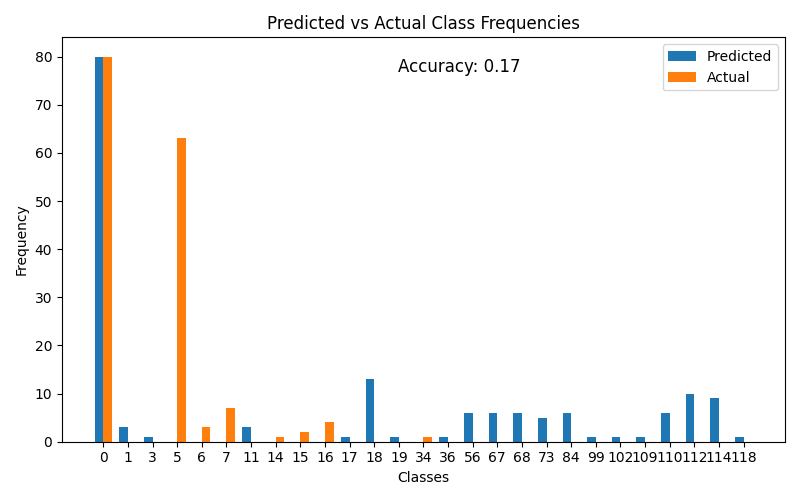 Predicted vs Actual Class Frequencies
Accuracy: 0.17
Predicted
Actual
Frequency
80
70
60
50
40
30
20
10
0
0 1 3 5 6 7 11 14 15 16 17 18 19 34 36 56 67 68 73 84 99 102 109 110 112 114 118
Classes